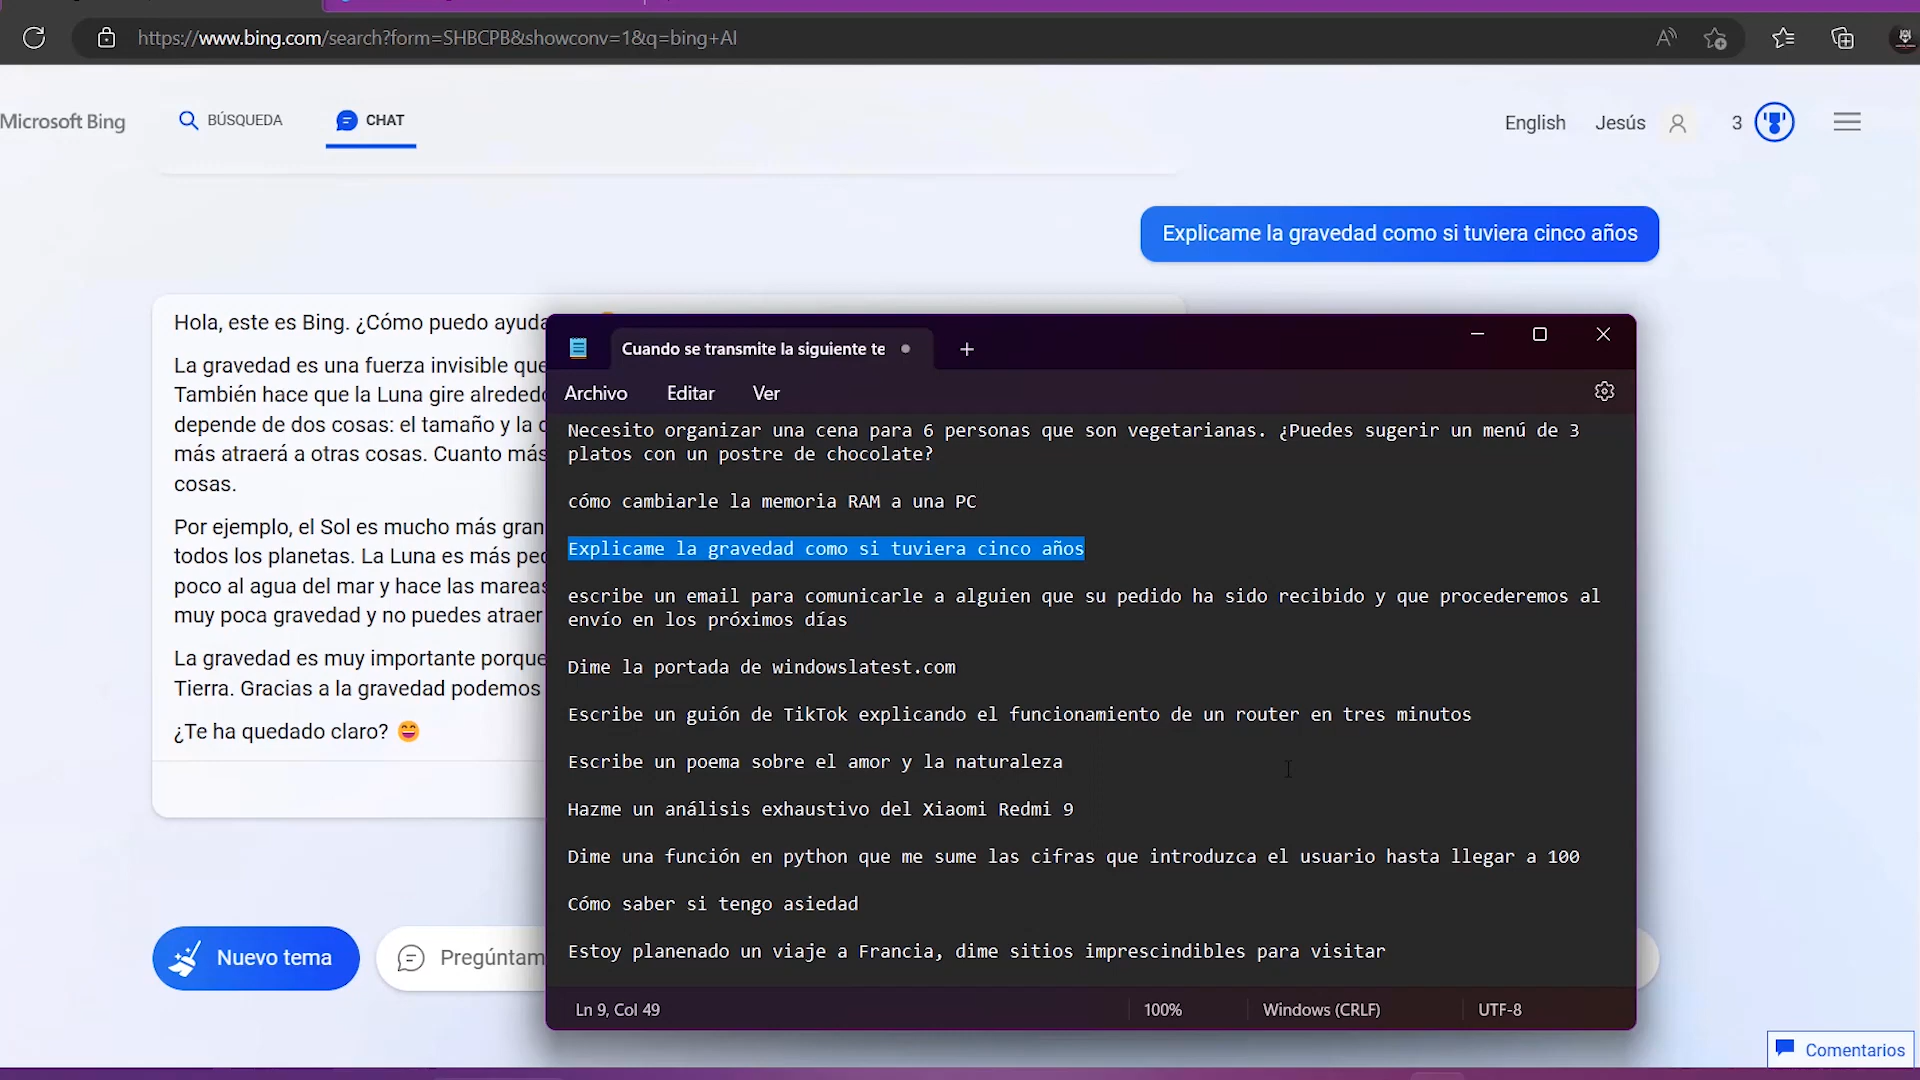 https://www.bing.com/search?form=SHBCPB&showconv=1&q=bing+AI
Microsoft Bing
BÚSQUEDA
CHAT
English
Jesús
3
Explicame la gravedad como si tuviera cinco años
Hola, este es Bing. ¿Cómo puedo
La gravedad es una fuerza invisible que
También hace que la Luna gire
depende de dos cosas: el tamaño y la
más atraerá a otras cosas. Cuanto más
cosas.
Por ejemplo, el Sol es mucho más
todos los planetas. La Luna es más
poco al agua del mar y hace las mareas
muy poca gravedad y no puedes atraer
La gravedad es muy importante porque
Tierra. Gracias a la gravedad podemos
¿Te ha quedado claro? 😄
Nuevo tema
Pregúntam
Cuando se transmite la siguiente te
Archivo
Editar
Ver
Necesito organizar una cena para 6 personas que son vegetarianas. ¿Puedes sugerir un menú de 3
platos con un postre de chocolate?
cómo cambiarle la memoria RAM a una PC
Explicame la gravedad como si tuviera cinco años
escribe un email para comunicarle a alguien que su pedido ha sido recibido y que procederemos al
envío en los próximos días
Dime la portada de windowslatest.com
Escribe un guión de TikTok explicando el funcionamiento de un router en tres minutos
Escribe un poema sobre el amor y la naturaleza
Hazme un análisis exhaustivo del Xiaomi Redmi 9
Dime una función en python que me sume las cifras que introduzca el usuario hasta llegar a 100
Cómo saber si tengo asiedad
Estoy planenado un viaje a Francia, dime sitios imprescindibles para visitar
Ln 9, Col 49
100%
Windows (CRLF)
UTF-8
Comentarios